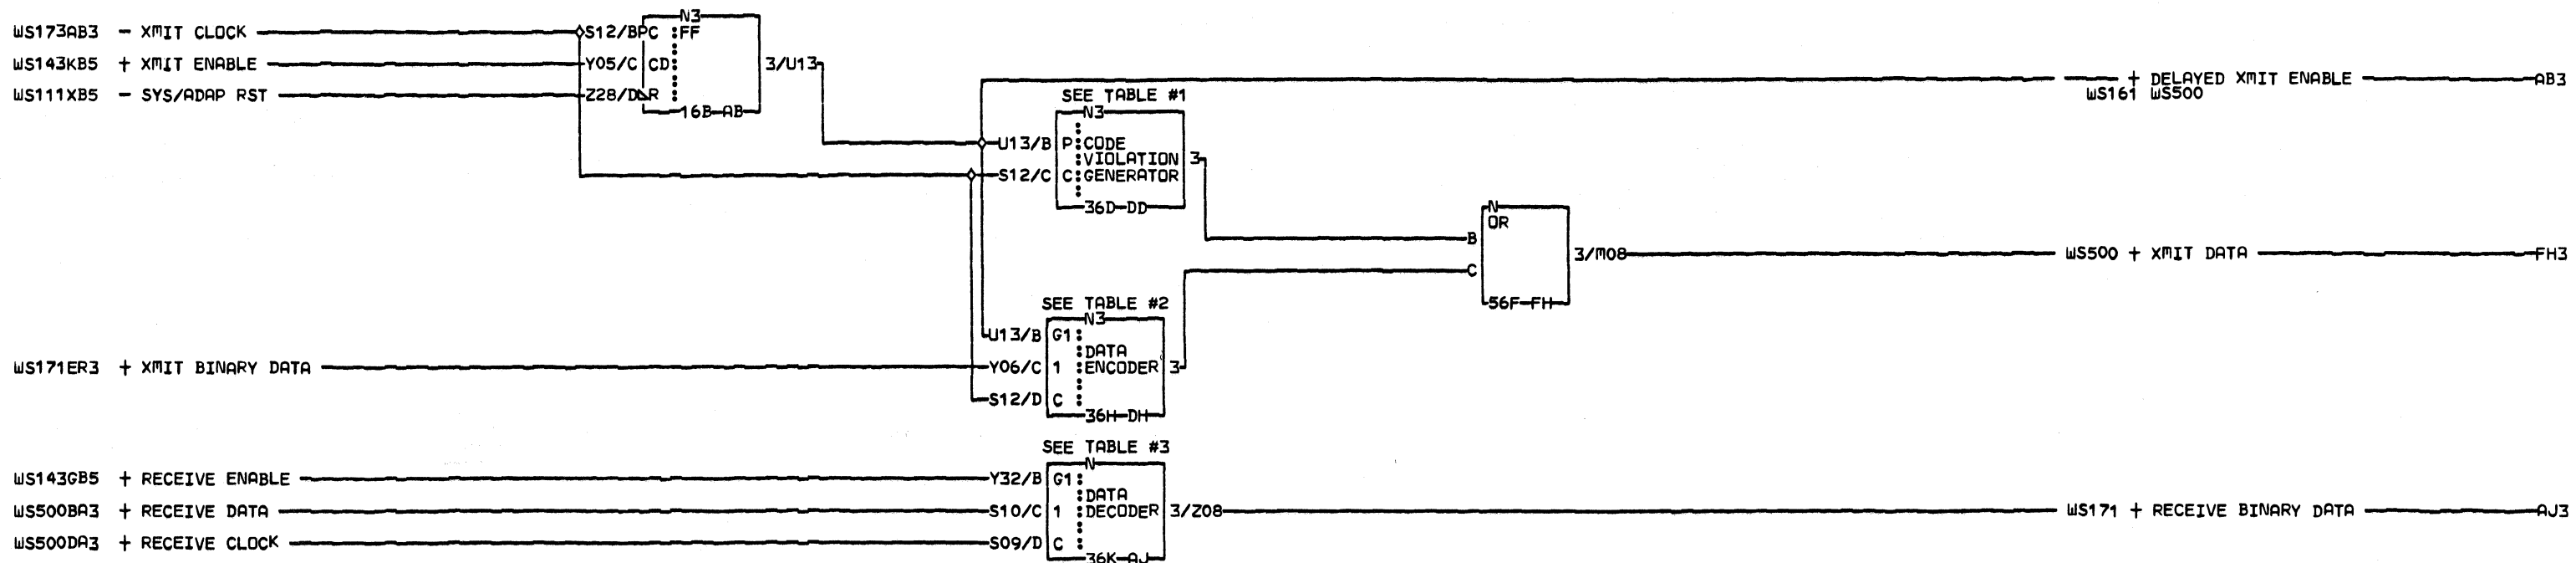 N3
WS173AB3 - XMIT CLOCK S12/B PC FF
WS143KB5 + XMIT ENABLE Y05/C CD 3/U13
WS111XB5 - SYS/ADAP RST Z28/D R
16B AB
+ DELAYED XMIT ENABLE AB3
WS161 WS500
SEE TABLE #1
N3
U13/B P CODE
VIOLATION 3
S12/C C GENERATOR
36D DD
N
OR
B
3/M08 WS500 + XMIT DATA FH3
C
56F FH
SEE TABLE #2
N3
U13/B G1
DATA
WS171ER3 + XMIT BINARY DATA Y06/C 1 ENCODER 3
S12/D C
36H DH
SEE TABLE #3
N
WS143GB5 + RECEIVE ENABLE Y32/B G1
DATA
WS500BA3 + RECEIVE DATA S10/C 1 DECODER 3/Z08 WS171 + RECEIVE BINARY DATA AJ3
WS500DA3 + RECEIVE CLOCK S09/D C
36K AJ